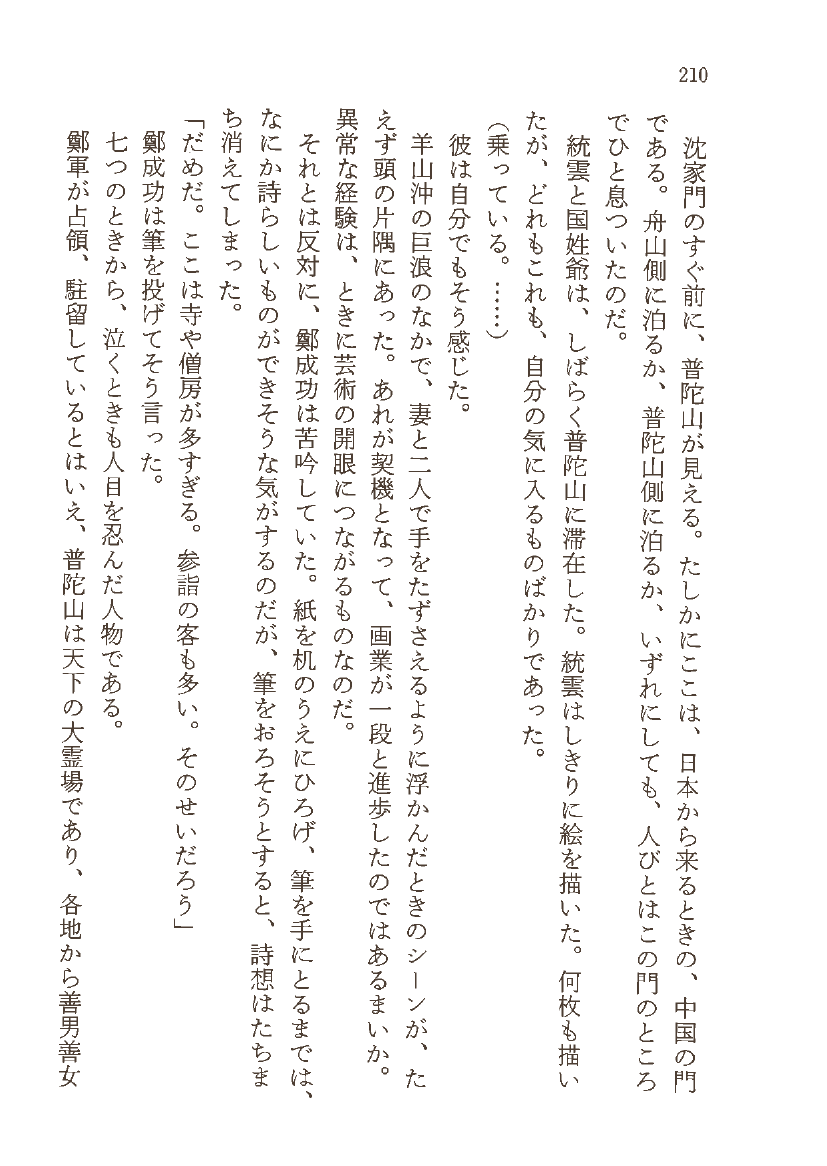 210
沈家門のすぐ前に、普陀山が見える。たしかにここは、日本から来るときの、中国の門
である。舟山側に泊るか、普陀山側に泊るか、いずれにしても、人びとはこの門のところ
でひと息ついたのだ。
統雲と国姓爺は、しばらく普陀山に滞在した。統雲はしきりに絵を描いた。何枚も描い
たが、どれもこれも、自分の気に入るものばかりであった。
（乗っている。……）
彼は自分でもそう感じた。
羊山沖の巨浪のなかで、妻と二人で手をたずさえるように浮かんだときのシーンが、た
えず頭の片隅にあった。あれが契機となって、画業が一段と進歩したのではあるまいか。
異常な経験は、ときに芸術の開眼につながるものなのだ。
それとは反対に、鄭成功は苦吟していた。紙を机のうえにひろげ、筆を手にとるまでは、
なにか詩らしいものができそうな気がするのだが、筆をおろそうとすると、詩想はたちま
ち消えてしまった。
「だめだ。ここは寺や僧房が多すぎる。参詣の客も多い。そのせいだろう」
鄭成功は筆を投げてそう言った。
七つのときから、泣くときも人目を忍んだ人物である。
鄭軍が占領、駐留しているとはいえ、普陀山は天下の大霊場であり、各地から善男善女